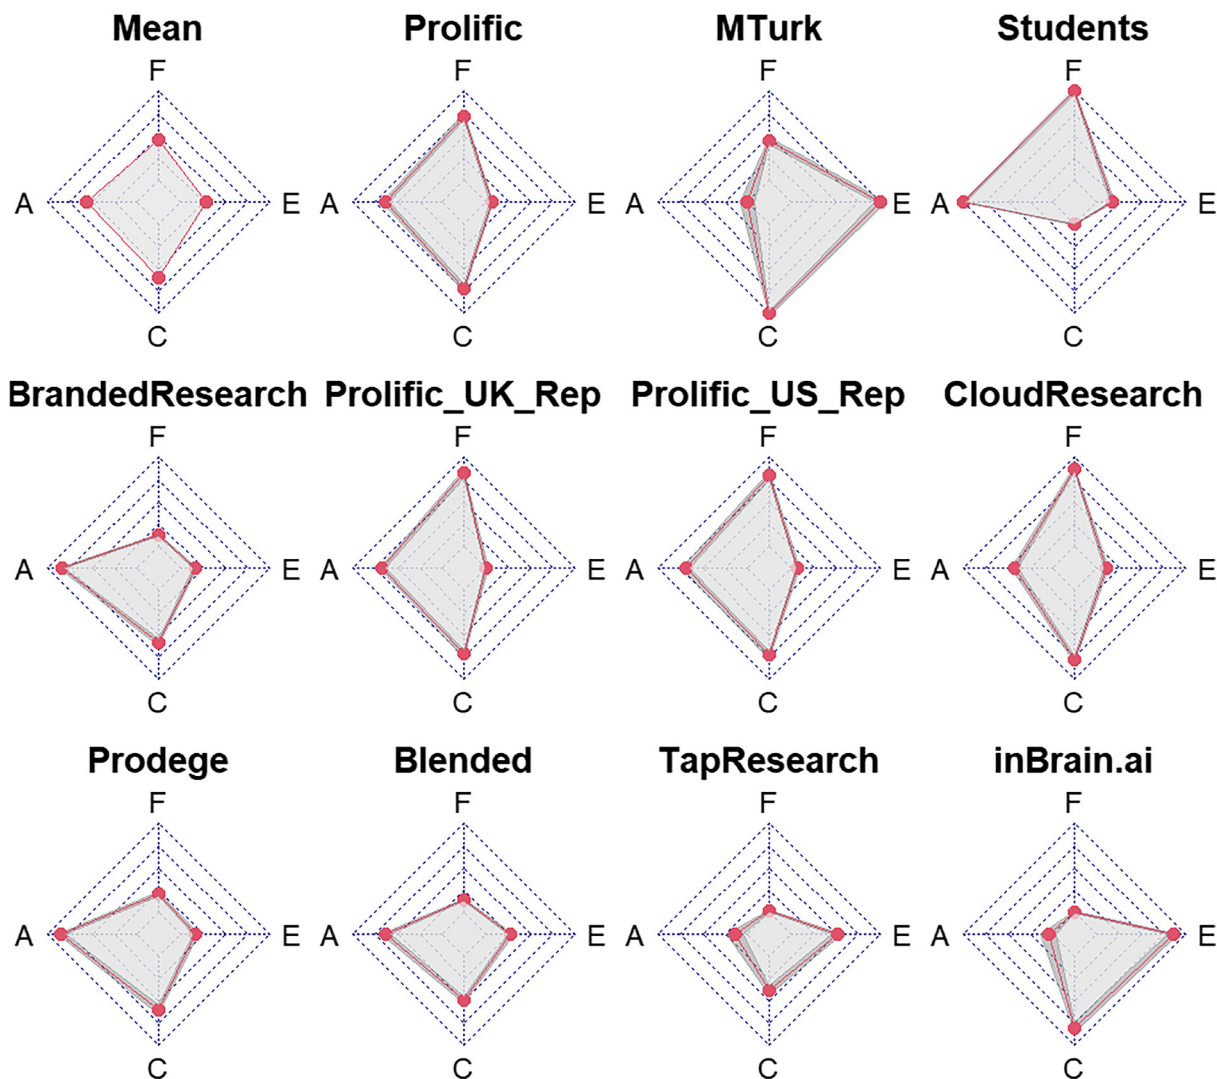 Mean Prolific MTurk Students
F F F F
A E A E A E A E
C C C C
BrandedResearch Prolific_UK_Rep Prolific_US_Rep CloudResearch
F F F F
A E A E A E A E
C C C C
Prodege Blended TapResearch inBrain.ai
F F F F
A E A E A E A E
C C C C